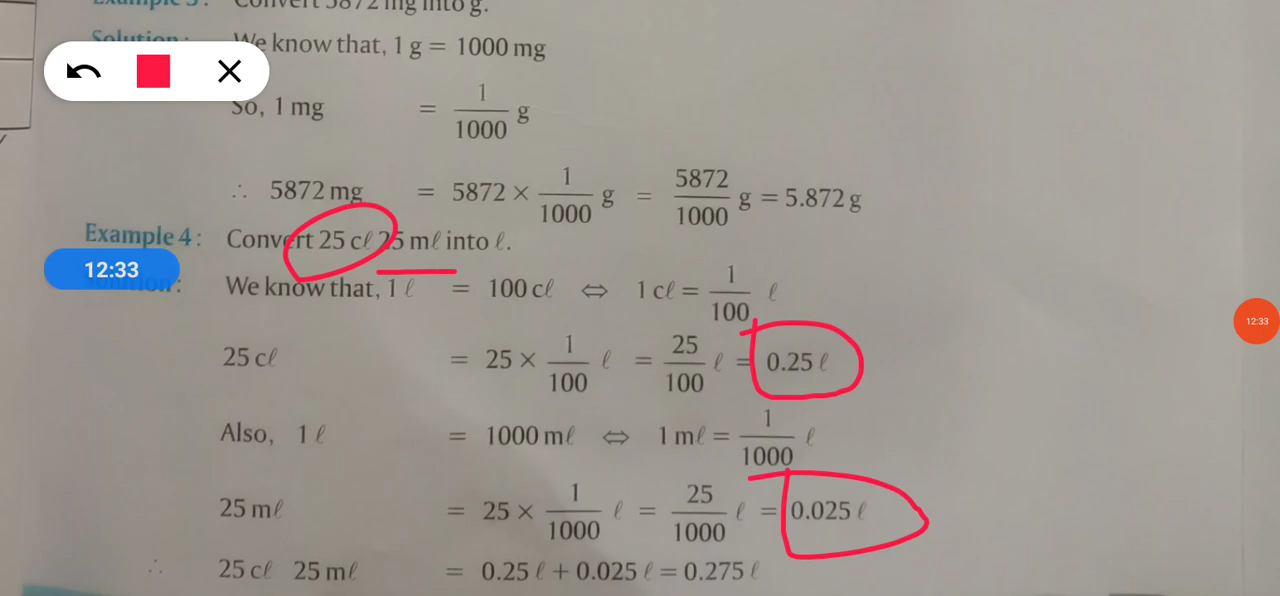 Example 3: Convert 5872 mg into g.
Solution: We know that, 1 g = 1000 mg
So, 1 mg = 1/1000 g
∴ 5872 mg = 5872 × 1/1000 g = 5872/1000 g = 5.872 g
Example 4: Convert 25 cℓ 25 mℓ into ℓ.
12:33
Solution: We know that, 1 ℓ = 100 cℓ ⇔ 1 cℓ = 1/100 ℓ
12:33
25 cℓ = 25 × 1/100 ℓ = 25/100 ℓ = 0.25 ℓ
Also, 1 ℓ = 1000 mℓ ⇔ 1 mℓ = 1/1000 ℓ
25 mℓ = 25 × 1/1000 ℓ = 25/1000 ℓ = 0.025 ℓ
∴ 25 cℓ 25 mℓ = 0.25 ℓ + 0.025 ℓ = 0.275 ℓ